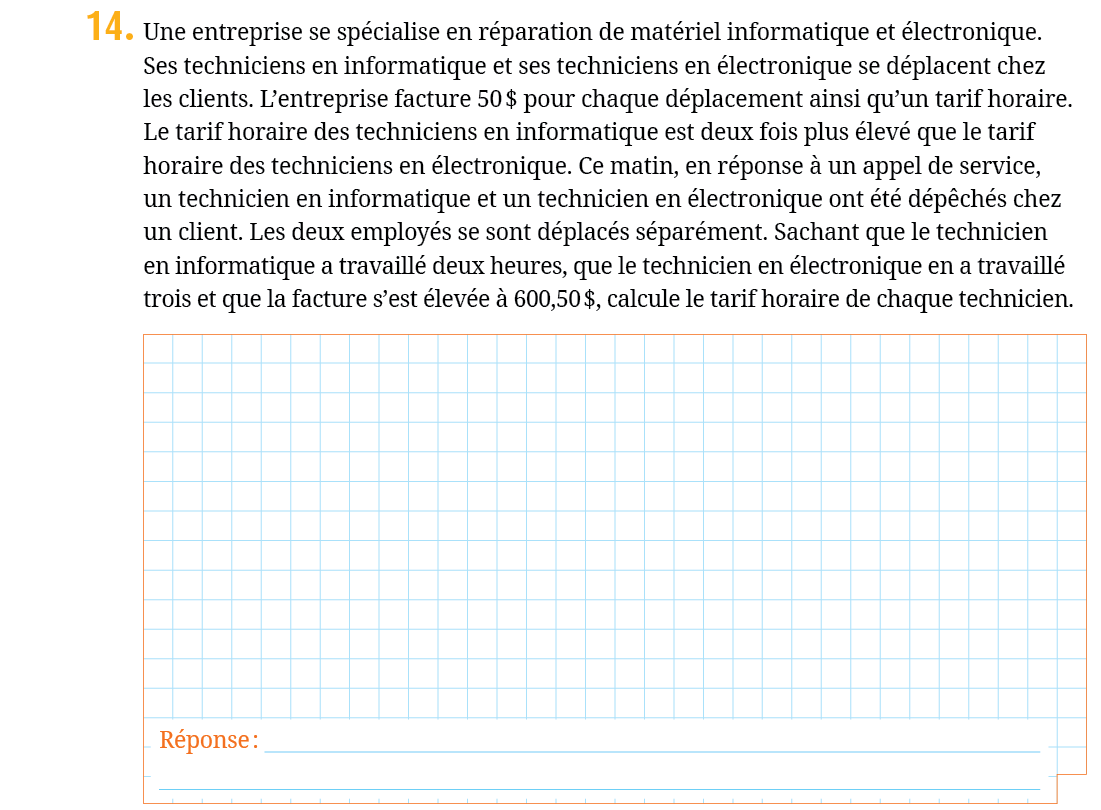 14. Une entreprise se spécialise en réparation de matériel informatique et électronique.
Ses techniciens en informatique et ses techniciens en électronique se déplacent chez
les clients. L’entreprise facture 50 $ pour chaque déplacement ainsi qu’un tarif horaire.
Le tarif horaire des techniciens en informatique est deux fois plus élevé que le tarif
horaire des techniciens en électronique. Ce matin, en réponse à un appel de service,
un technicien en informatique et un technicien en électronique ont été dépêchés chez
un client. Les deux employés se sont déplacés séparément. Sachant que le technicien
en informatique a travaillé deux heures, que le technicien en électronique en a travaillé
trois et que la facture s’est élevée à 600,50 $, calcule le tarif horaire de chaque technicien.
Réponse :